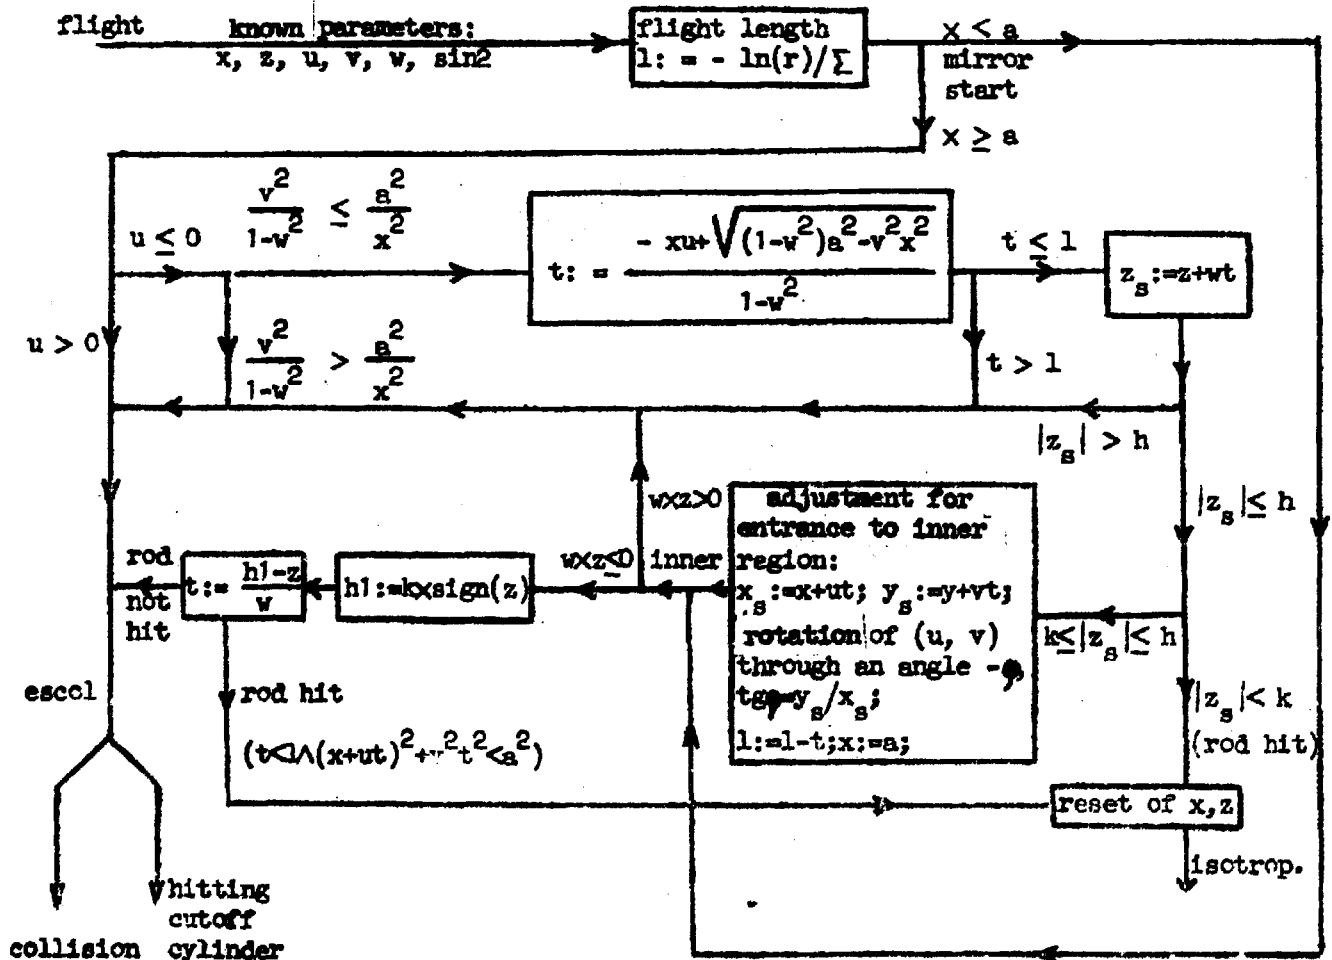 flight
known parameters:
x, z, u, v, w, sin2
flight length
l: = - ln(r)/Σ
x < a
mirror
start
x ≥ a
u ≤ 0
v²/1-w² ≤ a²/x²
t: = (- xu+√((1-w²)a²-v²x²))/(1-w²)
t ≤ l
z_s:=z+wt
u > 0
v²/1-w² > a²/x²
t > l
|z_s| > h
|z_s| ≤ h
w×z>0
adjustment for
entrance to inner
region:
x_s:=x+ut; y_s:=y+vt;
rotation of (u, v)
through an angle -φ,
tgφ=y_s/x_s;
l:=l-t;x:=a;
rod
not
hit
t:= (h1-z)/w
h1:=k×sign(z)
w×z≤0
inner
k≤|z_s|≤ h
|z_s|< k
(rod hit)
escol
rod hit
(t<l∧(x+ut)²+v²t²<a²)
reset of x,z
isotrop.
hitting
cutoff
cylinder
collision